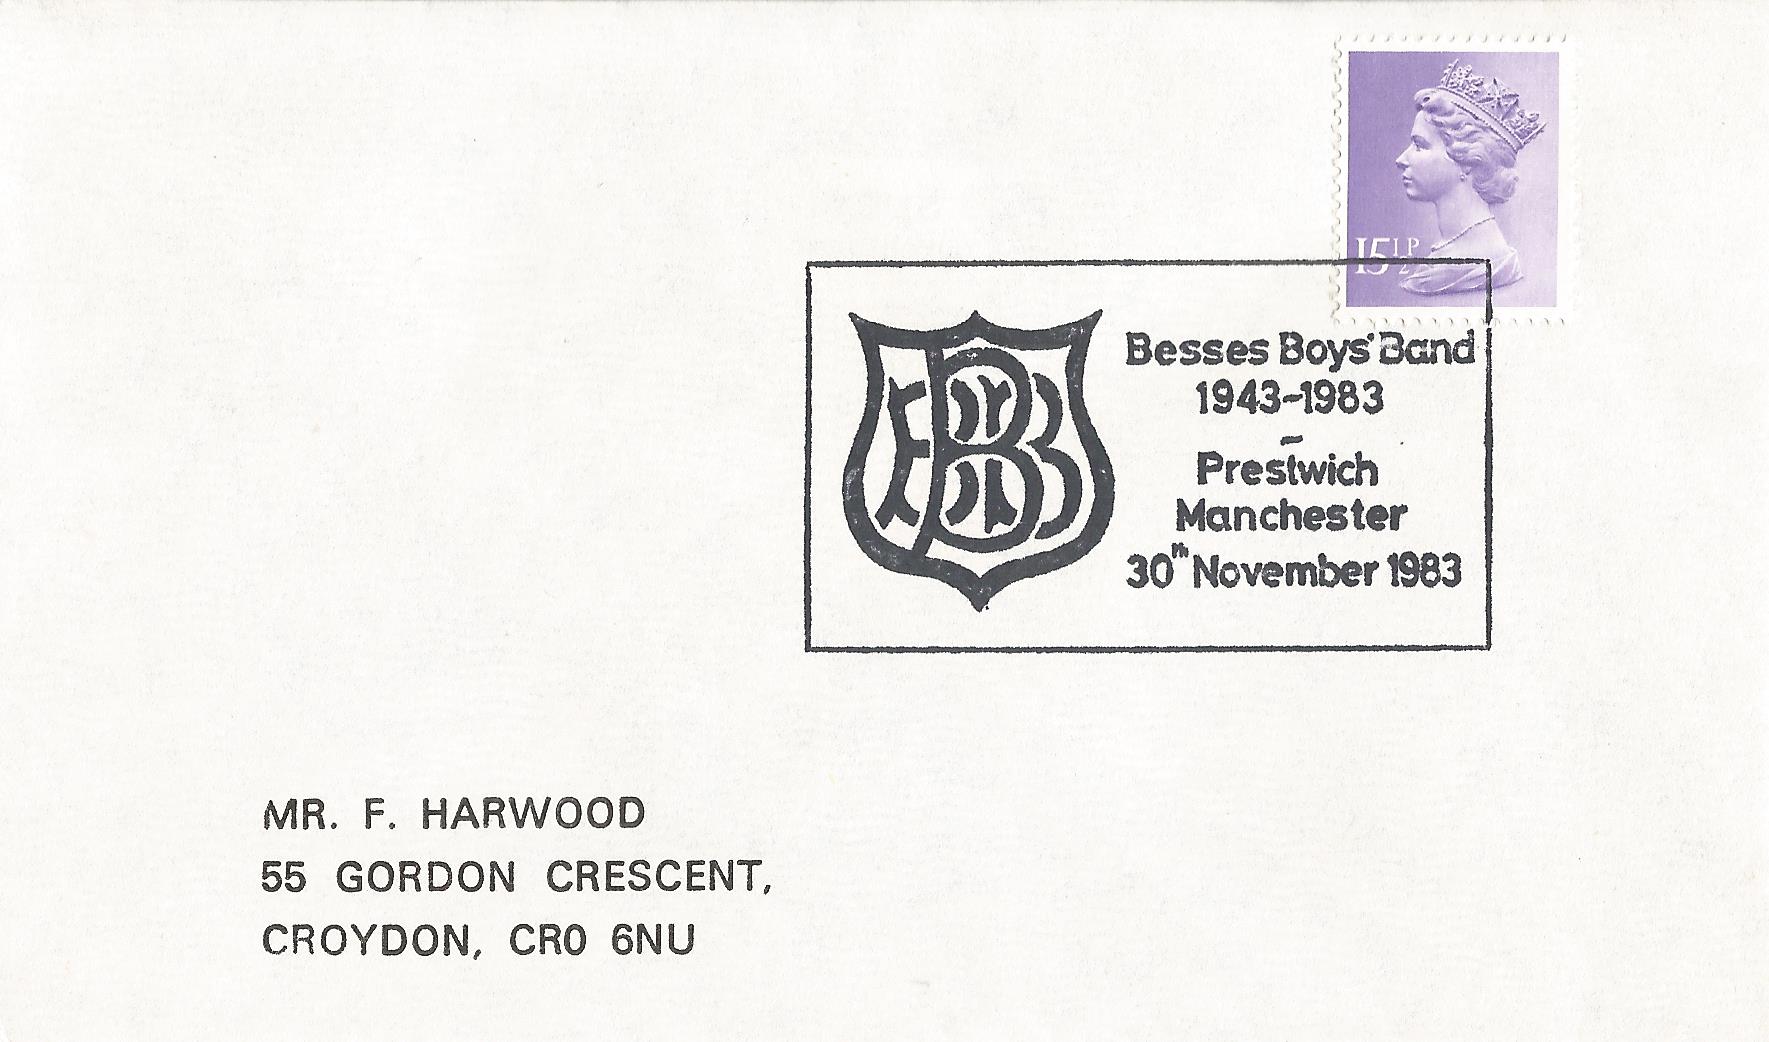 15½P
BBB
Besses Boys' Band
1943-1983
-
Prestwich
Manchester
30th November 1983
MR. F. HARWOOD
55 GORDON CRESCENT,
CROYDON, CR0 6NU